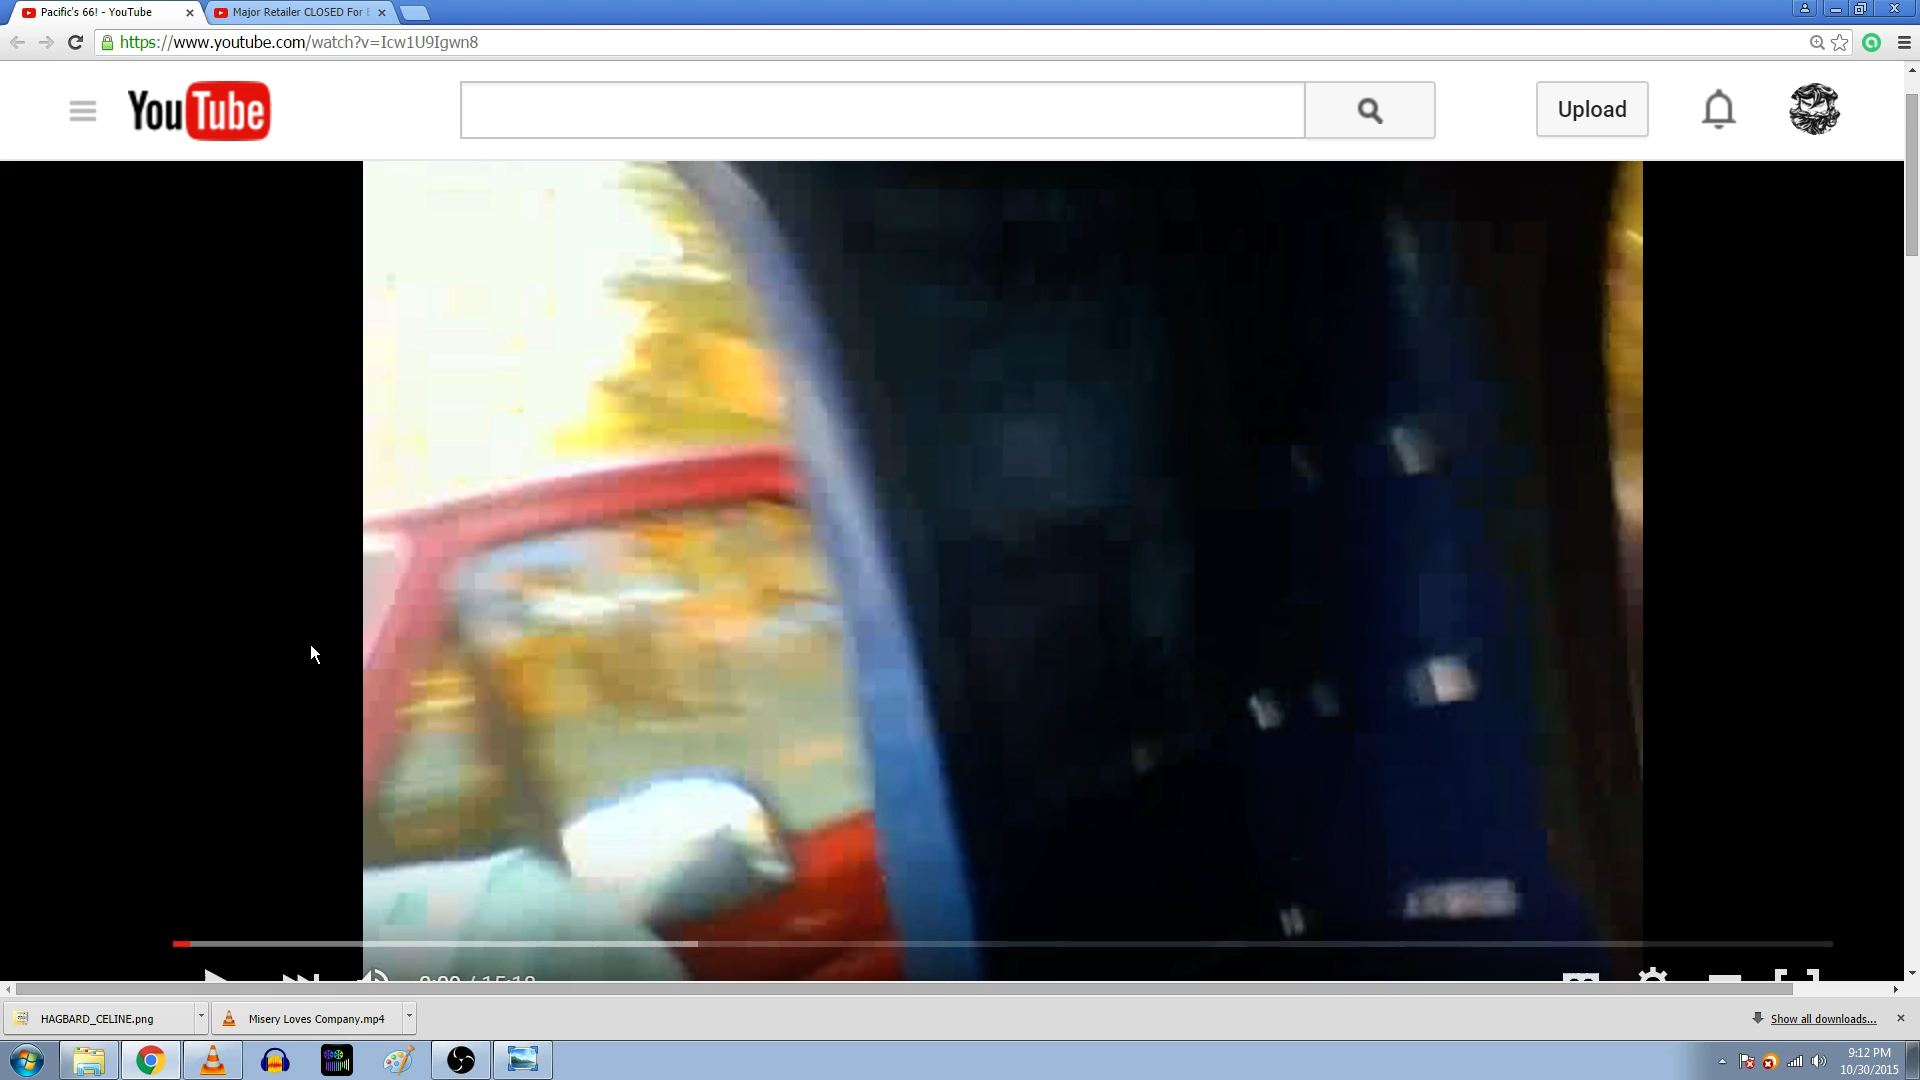 Pacific's 66! - YouTube
Major Retailer CLOSED For
https://www.youtube.com/watch?v=Icw1U9Igwn8
YouTube
Upload
HAGBARD_CELINE.png
Misery Loves Company.mp4
Show all downloads...
9:12 PM
10/30/2015